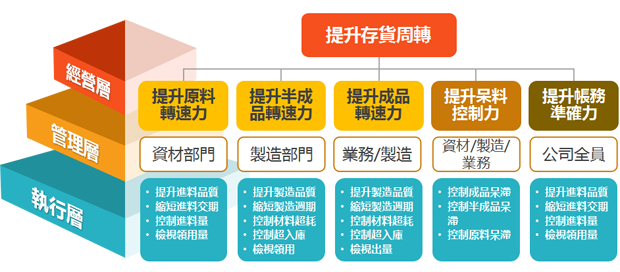 提升存貨周轉
經營層
管理層
執行層
提升原料
轉速力
提升半成
品轉速力
提升成品
轉速力
提升呆料
控制力
提升帳務
準確力
資材部門
製造部門
業務/製造
資材/製造/
業務
公司全員
• 提升進料品質
• 縮短進料交期
• 控制進料量
• 檢視領用量
• 提升製造品質
• 縮短製造週期
• 控制材料超耗
• 控制超入庫
• 檢視領用
• 提升製造品質
• 縮短製造週期
• 控制材料超耗
• 控制超入庫
• 檢視出量
• 控制成品呆滯
• 控制半成品呆
滯
• 控制原料呆滯
• 提升進料品質
• 縮短進料交期
• 控制進料量
• 檢視領用量